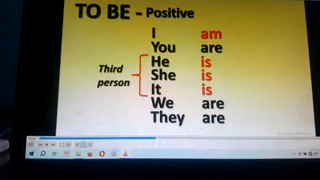 TO BE - Positive
I am
You are
He is
Third person
She is
It is
We are
They are